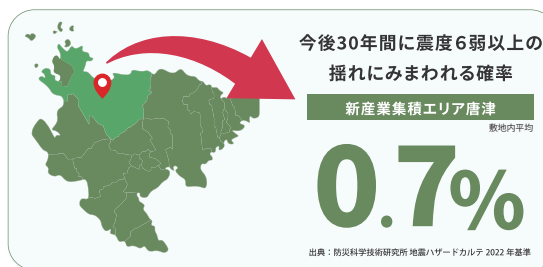 今後30年間に震度６弱以上の
揺れにみまわれる確率
新産業集積エリア唐津
敷地内平均
0.7%
出典：防災科学技術研究所 地震ハザードカルテ 2022 年基準